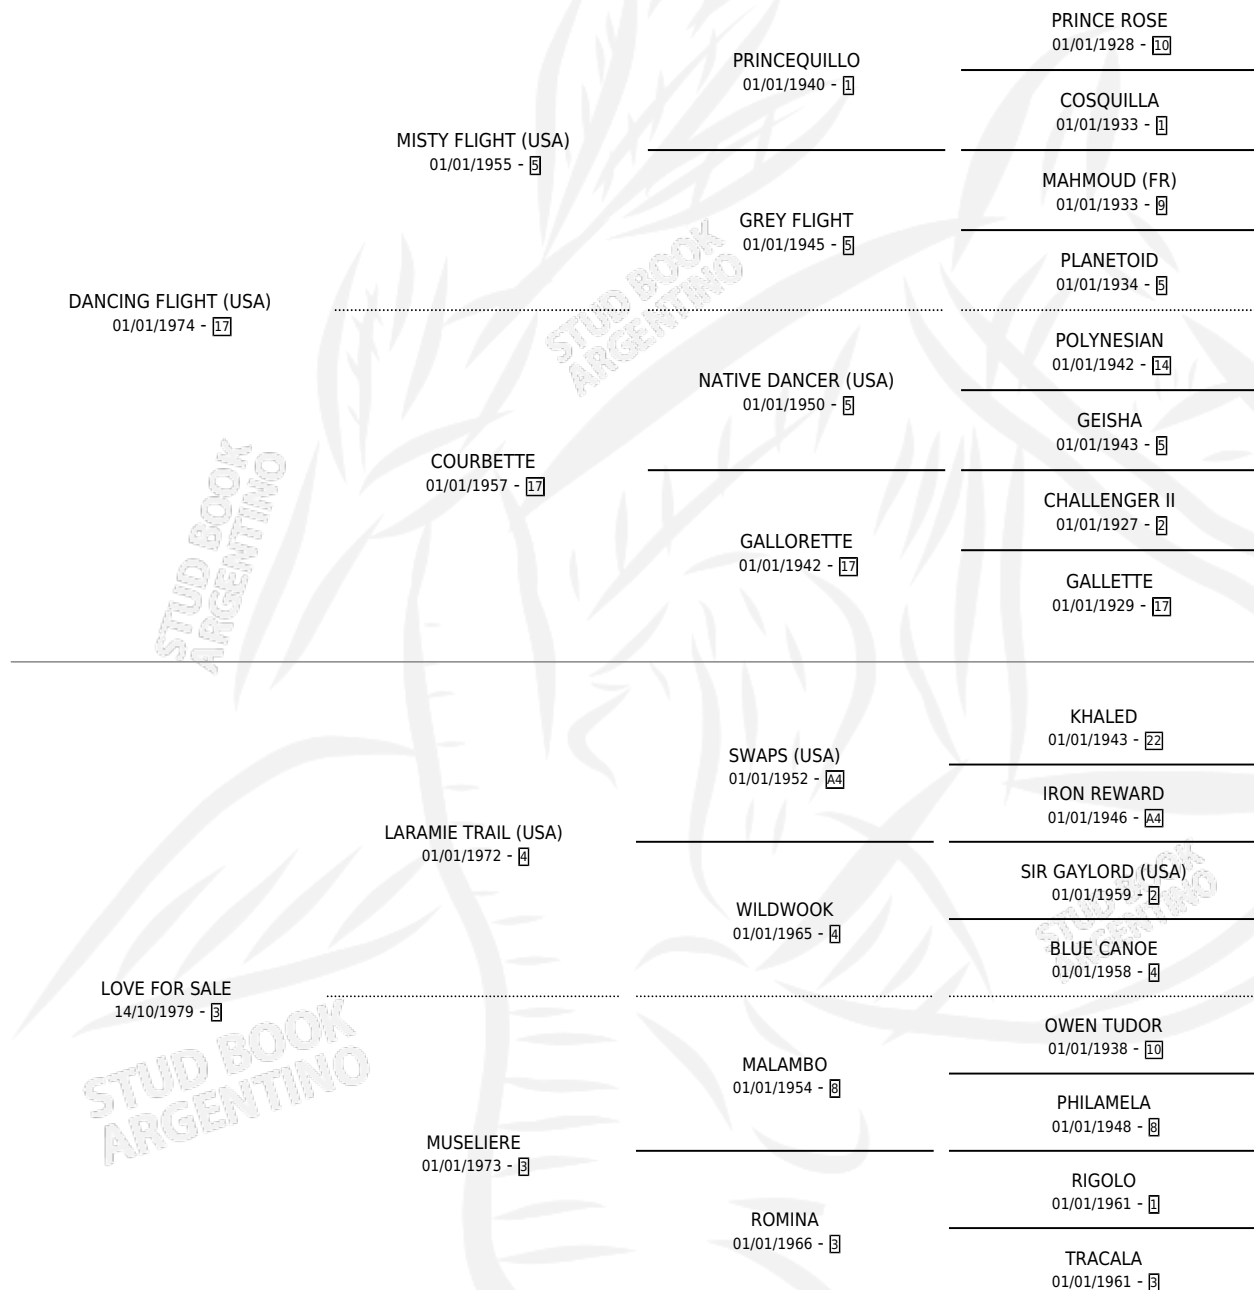 PRINCE ROSE
01/01/1928 - 10
PRINCEQUILLO
01/01/1940 - 1
COSQUILLA
01/01/1933 - 1
MISTY FLIGHT (USA)
01/01/1955 - 5
MAHMOUD (FR)
01/01/1933 - 9
GREY FLIGHT
01/01/1945 - 5
PLANETOID
01/01/1934 - 5
DANCING FLIGHT (USA)
01/01/1974 - 17
POLYNESIAN
01/01/1942 - 14
NATIVE DANCER (USA)
01/01/1950 - 5
GEISHA
01/01/1943 - 5
COURBETTE
01/01/1957 - 17
CHALLENGER II
01/01/1927 - 2
GALLORETTE
01/01/1942 - 17
GALLETTE
01/01/1929 - 17
KHALED
01/01/1943 - 22
SWAPS (USA)
01/01/1952 - A4
IRON REWARD
01/01/1946 - A4
LARAMIE TRAIL (USA)
01/01/1972 - 4
SIR GAYLORD (USA)
01/01/1959 - 2
WILDWOOK
01/01/1965 - 4
BLUE CANOE
01/01/1958 - 4
LOVE FOR SALE
14/10/1979 - 3
OWEN TUDOR
01/01/1938 - 10
MALAMBO
01/01/1954 - 8
PHILAMELA
01/01/1948 - 8
MUSELIERE
01/01/1973 - 3
RIGOLO
01/01/1961 - 1
ROMINA
01/01/1966 - 3
TRACALA
01/01/1961 - 3
STUD BOOK
ARGENTINO
STUD BOOK
ARGENTINO
STUD BOOK
ARGENTINO
STUD BOOK
ARGENTINO